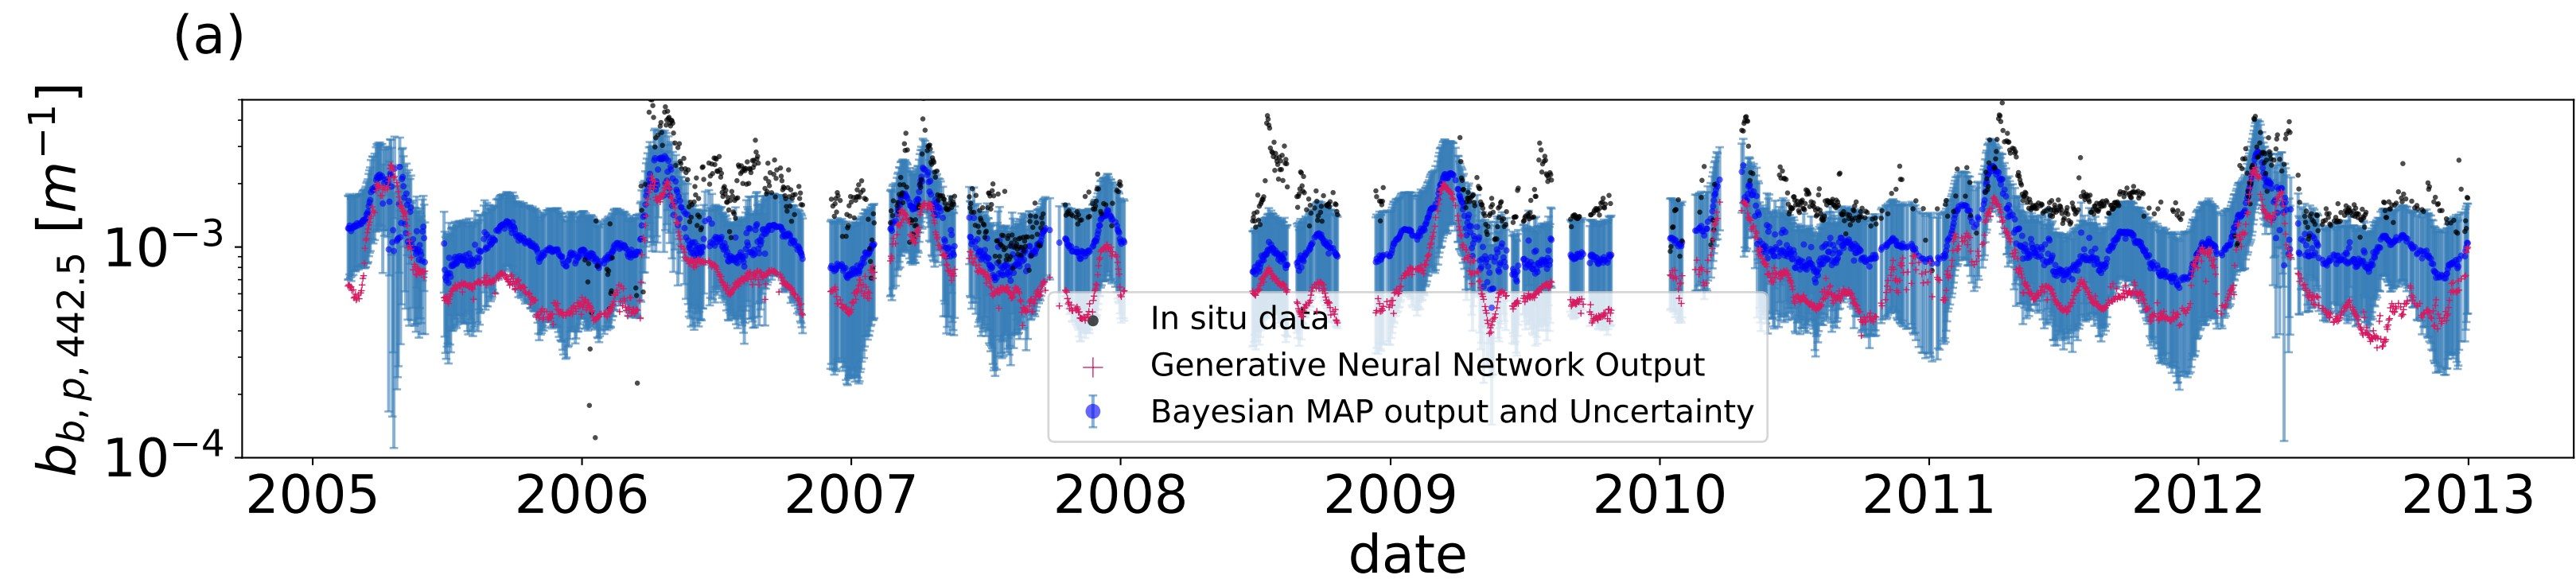 (a)
b_{b, p, 442.5} [m^{-1}]
10^{-3}
10^{-4}
In situ data
Generative Neural Network Output
Bayesian MAP output and Uncertainty
2005 2006 2007 2008 2009 2010 2011 2012 2013
date